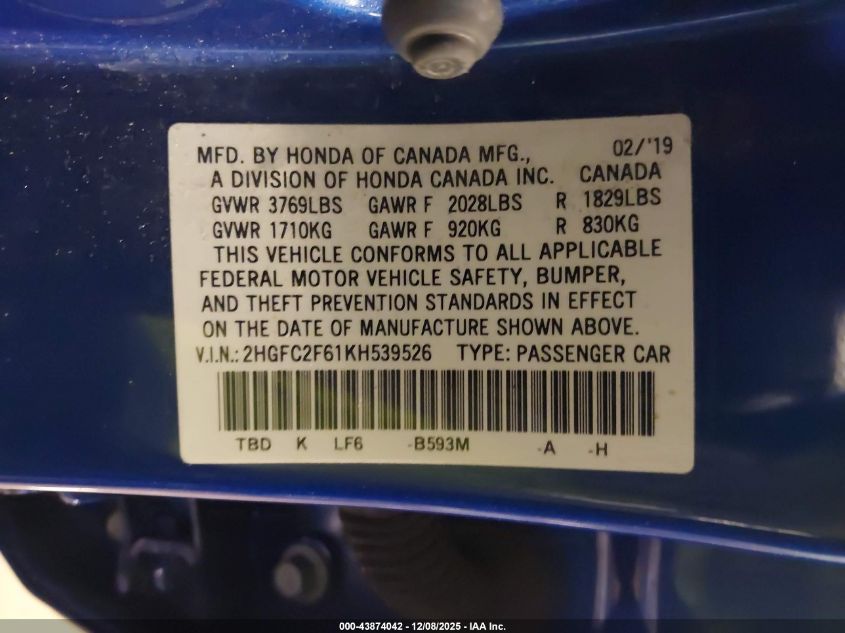 MFD. BY HONDA OF CANADA MFG., 02/'19
A DIVISION OF HONDA CANADA INC. CANADA
GVWR 3769LBS GAWR F 2028LBS R 1829LBS
GVWR 1710KG GAWR F 920KG R 830KG
THIS VEHICLE CONFORMS TO ALL APPLICABLE
FEDERAL MOTOR VEHICLE SAFETY, BUMPER,
AND THEFT PREVENTION STANDARDS IN EFFECT
ON THE DATE OF MANUFACTURE SHOWN ABOVE.
V.I.N.: 2HGFC2F61KH539526 TYPE: PASSENGER CAR
TBD K LF6 -B593M -A -H
000-43874042 - 12/08/2025 - IAA Inc.